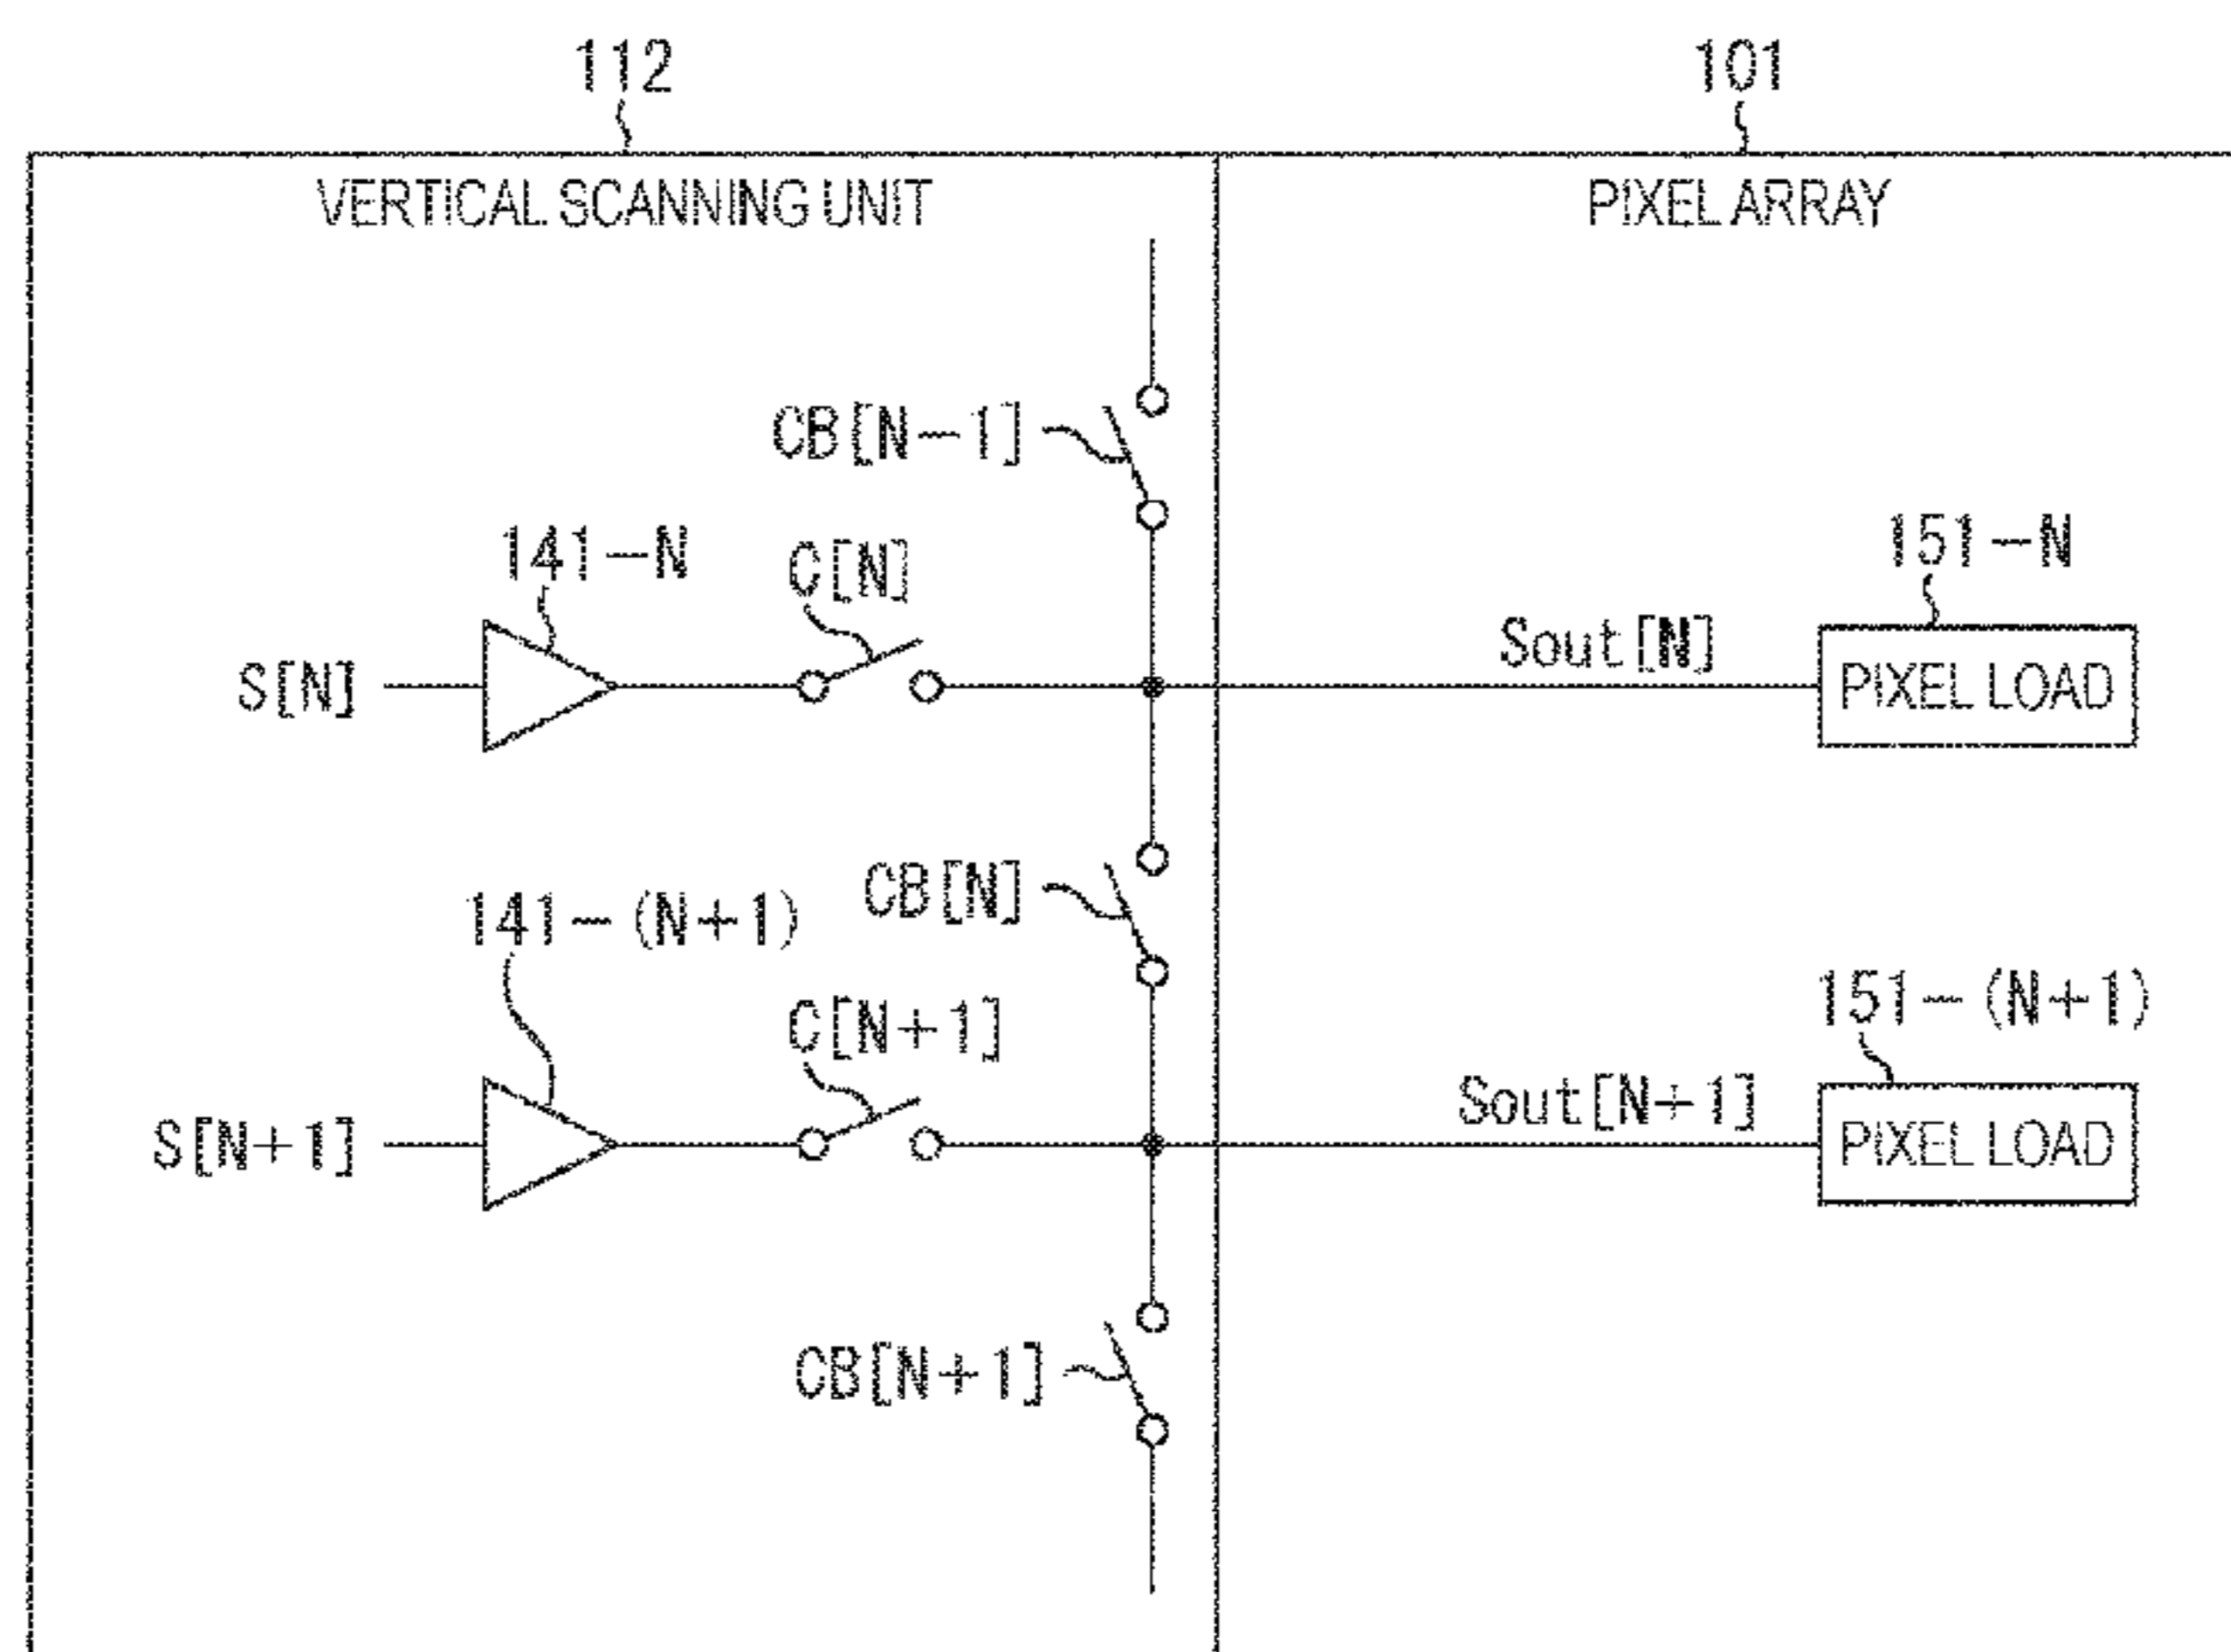 112
101
VERTICAL SCANNING UNIT
PIXEL ARRAY
CB[N-1]
141-N
C[N]
151-N
S[N]
Sout[N]
PIXEL LOAD
CB[N]
141-(N+1)
C[N+1]
151-(N+1)
S[N+1]
Sout[N+1]
PIXEL LOAD
CB[N+1]